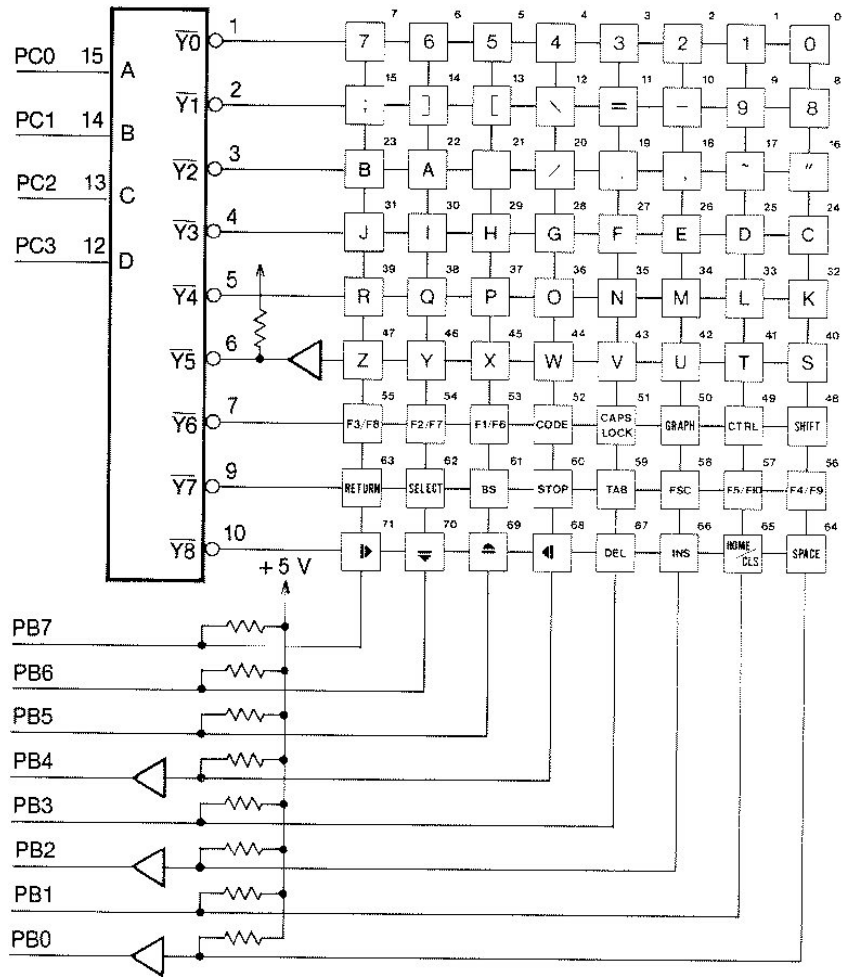 7 6 5 4 3 2 1 0
Y0 1 7 6 5 4 3 2 1 0
PC0 15 A
15 14 13 12 11 10 9 8
Y1 2 ; ] [ \ = - 9 8
PC1 14 B
23 22 21 20 19 18 17 16
Y2 3 B A / . , ~ "
PC2 13 C
31 30 29 28 27 26 25 24
Y3 4 J I H G F E D C
PC3 12 D
39 38 37 36 35 34 33 32
Y4 5 R Q P O N M L K
47 46 45 44 43 42 41 40
Y5 6 Z Y X W V U T S
55 54 53 52 51 50 49 48
Y6 7 F3/F8 F2/F7 F1/F6 CODE CAPS LOCK GRAPH CTRL SHIFT
63 62 61 60 59 58 57 56
Y7 9 RETURN SELECT BS STOP TAB FSC F5/F10 F4/F9
71 70 69 68 67 66 65 64
Y8 10 DEL INS HOME/CLS SPACE
+5 V
PB7
PB6
PB5
PB4
PB3
PB2
PB1
PB0